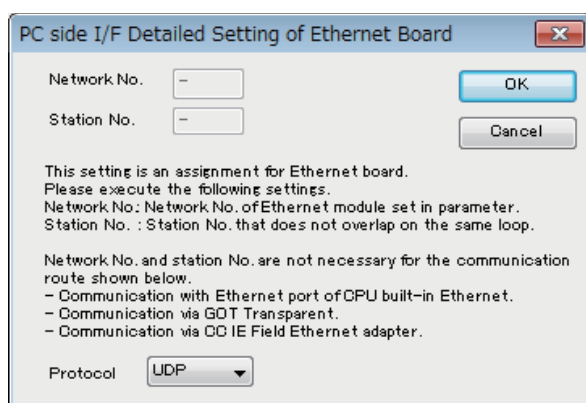 PC side I/F Detailed Setting of Ethernet Board
Network No. -
OK
Station No. -
Cancel
This setting is an assignment for Ethernet board.
Please execute the following settings.
Network No.: Network No. of Ethernet module set in parameter.
Station No. : Station No. that does not overlap on the same loop.
Network No. and station No. are not necessary for the communication
route shown below.
- Communication with Ethernet port of CPU built-in Ethernet.
- Communication via GOT Transparent.
- Communication via CC IE Field Ethernet adapter.
Protocol UDP